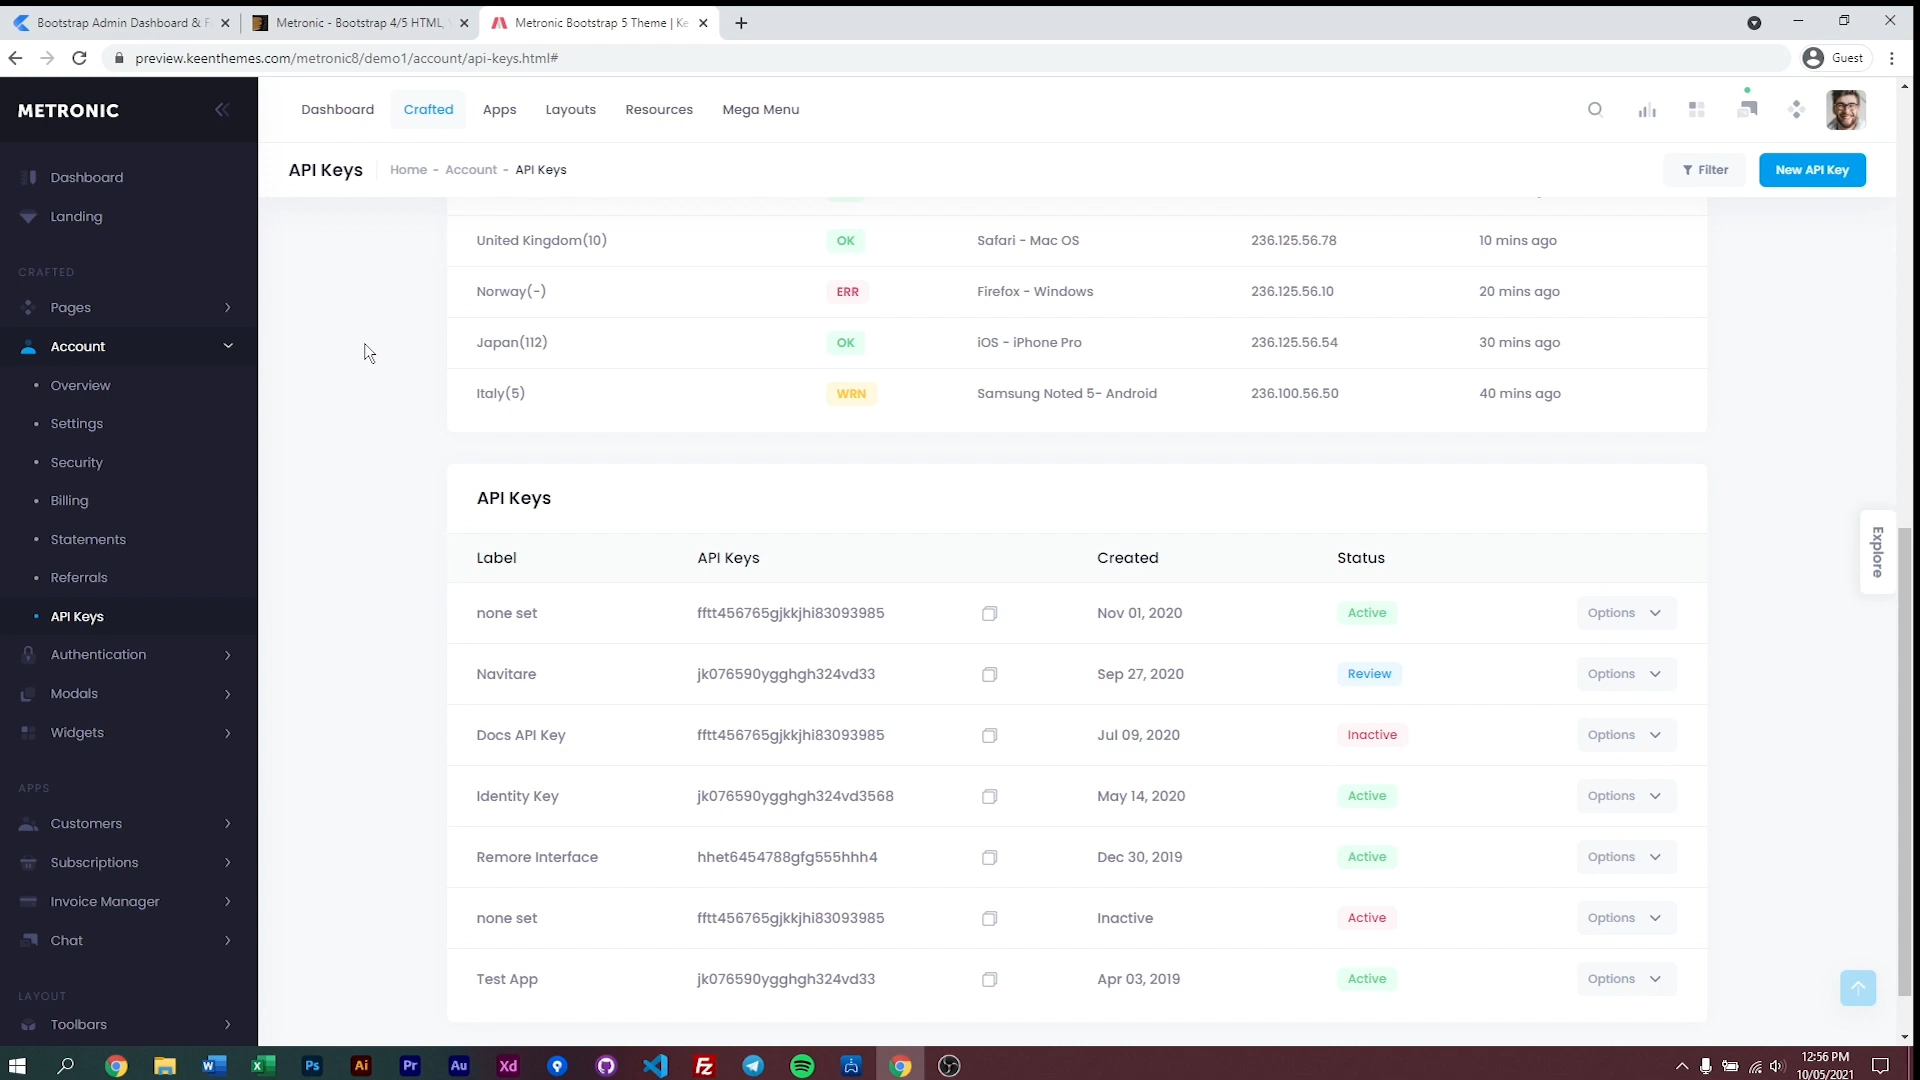 Bootstrap Admin Dashboard & F
Metronic - Bootstrap 4/5 HTML,
Metronic Bootstrap 5 Theme | Ke
preview.keenthemes.com/metronic8/demo1/account/api-keys.html#
Guest
METRONIC
Dashboard
Crafted
Apps
Layouts
Resources
Mega Menu
API Keys
Home - Account - API Keys
Filter
New API Key
Dashboard
Landing
CRAFTED
Pages
Account
Overview
Settings
Security
Billing
Statements
Referrals
API Keys
Authentication
Modals
Widgets
APPS
Customers
Subscriptions
Invoice Manager
Chat
LAYOUT
Toolbars
United Kingdom(10) OK Safari - Mac OS 236.125.56.78 10 mins ago
Norway(-) ERR Firefox - Windows 236.125.56.10 20 mins ago
Japan(112) OK iOS - iPhone Pro 236.125.56.54 30 mins ago
Italy(5) WRN Samsung Noted 5- Android 236.100.56.50 40 mins ago
API Keys
Label API Keys Created Status
none set fftt456765gjkkjhi83093985 Nov 01, 2020 Active Options
Navitare jk076590ygghgh324vd33 Sep 27, 2020 Review Options
Docs API Key fftt456765gjkkjhi83093985 Jul 09, 2020 Inactive Options
Identity Key jk076590ygghgh324vd3568 May 14, 2020 Active Options
Remore Interface hhet6454788gfg555hhh4 Dec 30, 2019 Active Options
none set fftt456765gjkkjhi83093985 Inactive Active Options
Test App jk076590ygghgh324vd33 Apr 03, 2019 Active Options
Explore
Ps
Ai
Pr
Au
Xd
12:56 PM
10/05/2021